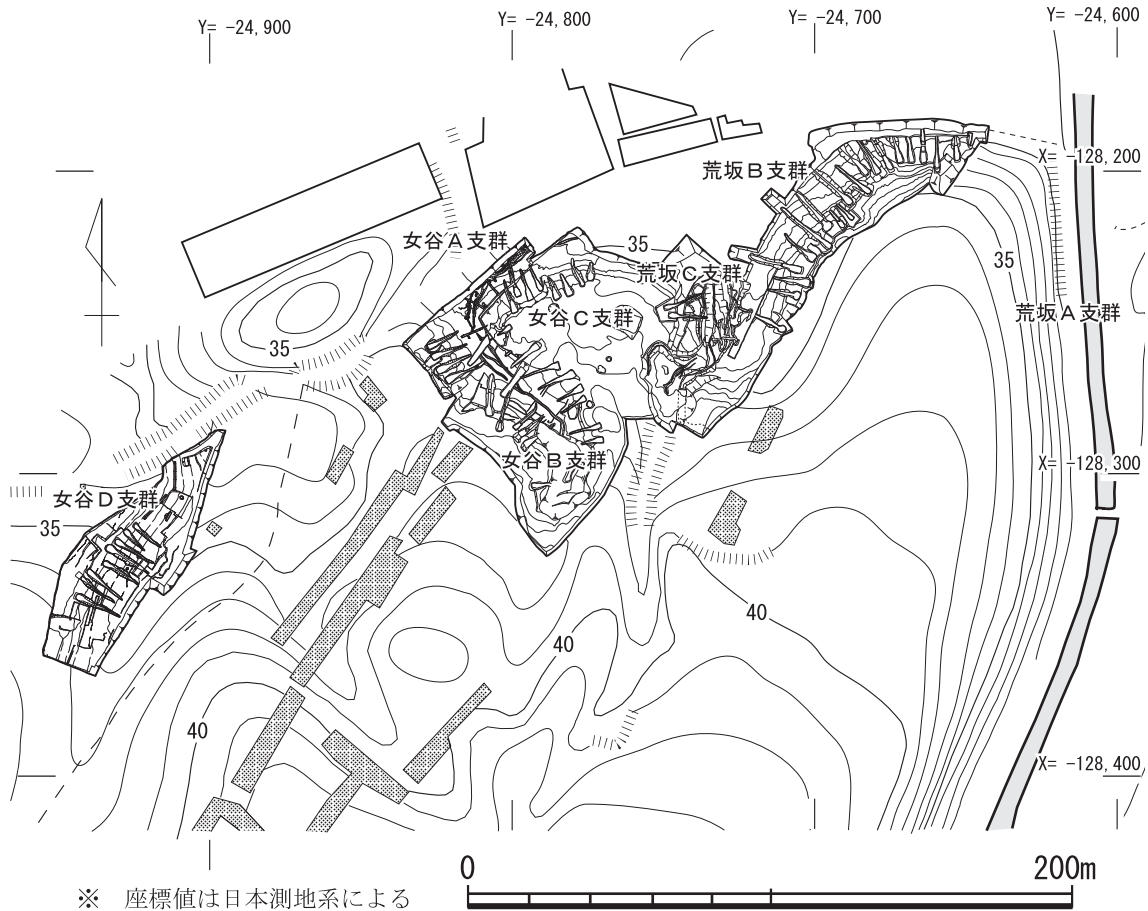 Y= -24,900
Y= -24,800
Y= -24,700
Y= -24,600
X= -128,200
荒坂B支群
女谷A支群
35
荒坂C支群
35
荒坂A支群
女谷C支群
35
女谷B支群
X= -128,300
女谷D支群
35
40
40
40
X= -128,400
0
200m
※ 座標値は日本測地系による